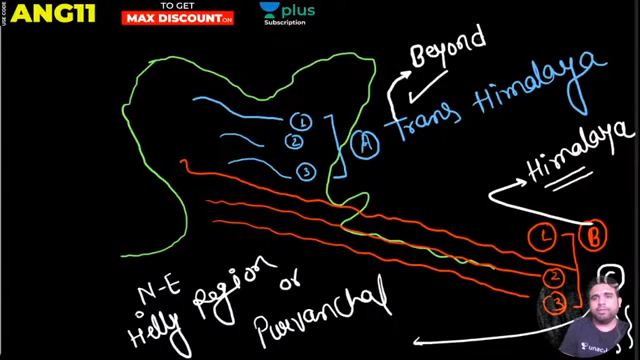 USE CODE
ANG11
TO GET
MAX DISCOUNT ON
plus
Subscription
Beyond
Trans Himalaya
1
2
3
A
Himalaya
1
B
2
3
C
N-E
Hilly Region
or
Purvanchal